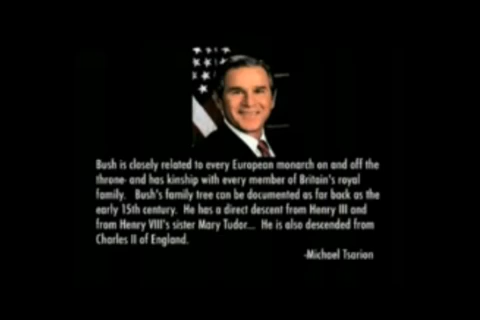 Bush is closely related to every European monarch on and off the
throne- and has kinship with every member of Britain's royal
family. Bush's family tree can be documented as far back as the
early 15th century. He has a direct descent from Henry III and
from Henry VIII's sister Mary Tudor... He is also descended from
Charles II of England.
-Michael Tsarion